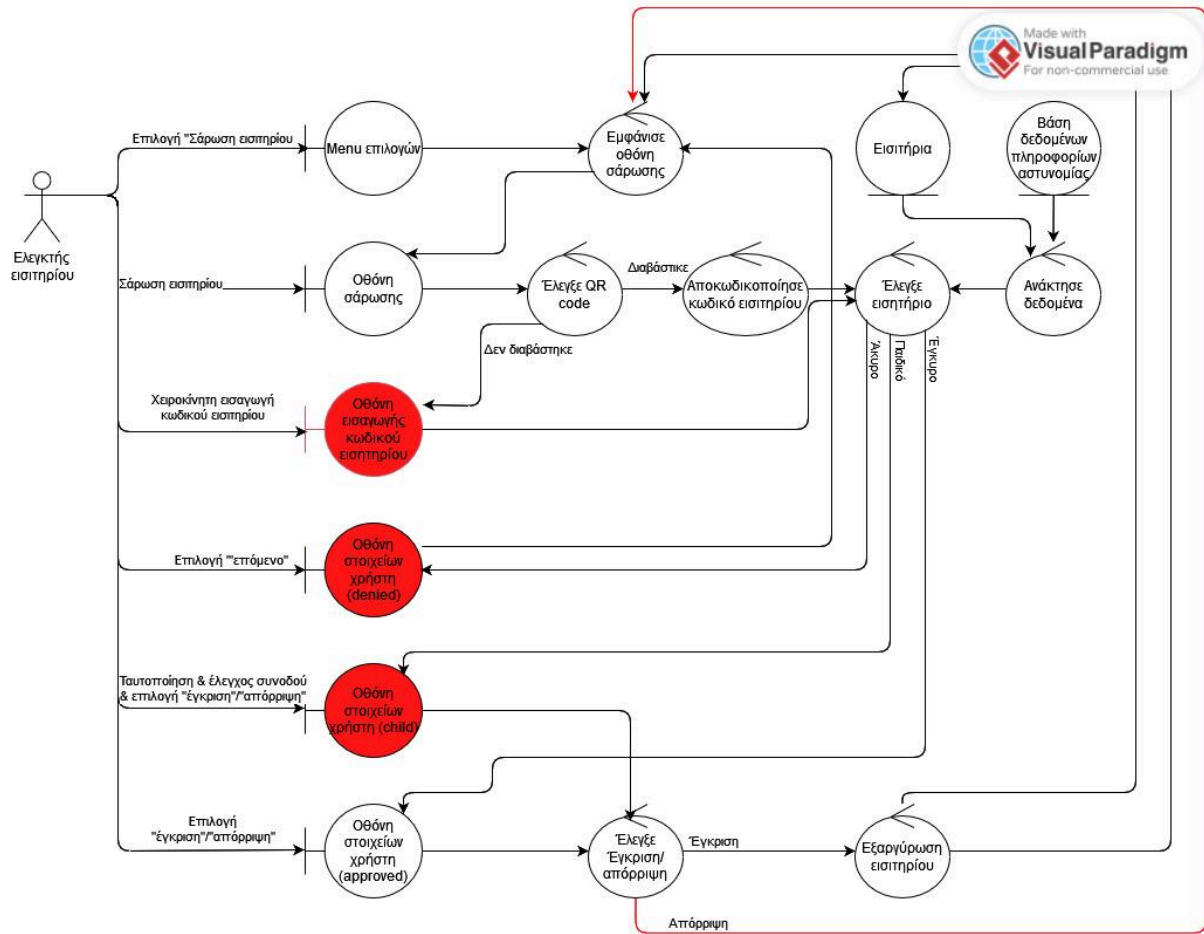 Made with
Visual Paradigm
For non-commercial use
Επιλογή "Σάρωση εισιτηρίου
Menu επιλογών
Εμφάνισε
οθόνη
σάρωσης
Εισιτήρια
Βάση
δεδομένων
πληροφορίων
αστυνομίας
Ελεγκτής
εισιτηρίου
Σάρωση εισιτηρίου
Οθόνη
σάρωσης
Έλεγξε QR
code
Διαβάστικε
Αποκωδικοποίησε
κωδικό εισιτηρίου
Έλεγξε
εισητήριο
Ανάκτησε
δεδομένα
Δεν διαβάστηκε
Άκυρο
Παιδικό
Έγκυρο
Χειροκίνητη εισαγωγή
κωδικού εισιτηρίου
Οθόνη
εισαγωγής
κωδικού
εισητηρίου
Επιλογή '"επόμενο"
Οθόνη
στοιχείων
χρήστη
(denied)
Ταυτοποίηση & έλεγχος συνοδού
& επιλογή "έγκριση"/"απόρριψη"
Οθόνη
στοιχείων
χρήστη (child)
Επιλογή
"έγκριση"/"απόρριψη"
Οθόνη
στοιχείων
χρήστη
(approved)
Έλεγξε
Έγκριση/
απόρριψη
Έγκριση
Εξαργύρωση
εισιτηρίου
Απόρριψη